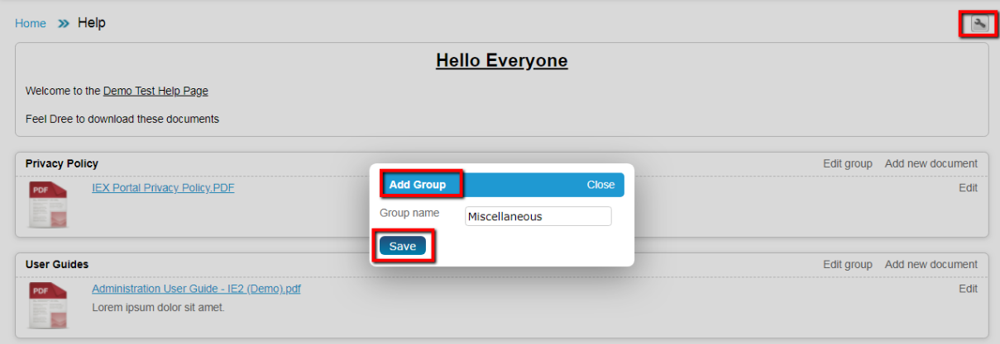 Home » Help
Hello Everyone
Welcome to the Demo Test Help Page
Feel Dree to download these documents
Privacy Policy Edit group Add new document
PDF IEX Portal Privacy Policy.PDF Edit
Add Group Close
Group name Miscellaneous
Save
User Guides Edit group Add new document
PDF Administration User Guide - IE2 (Demo).pdf Edit
Lorem ipsum dolor sit amet.